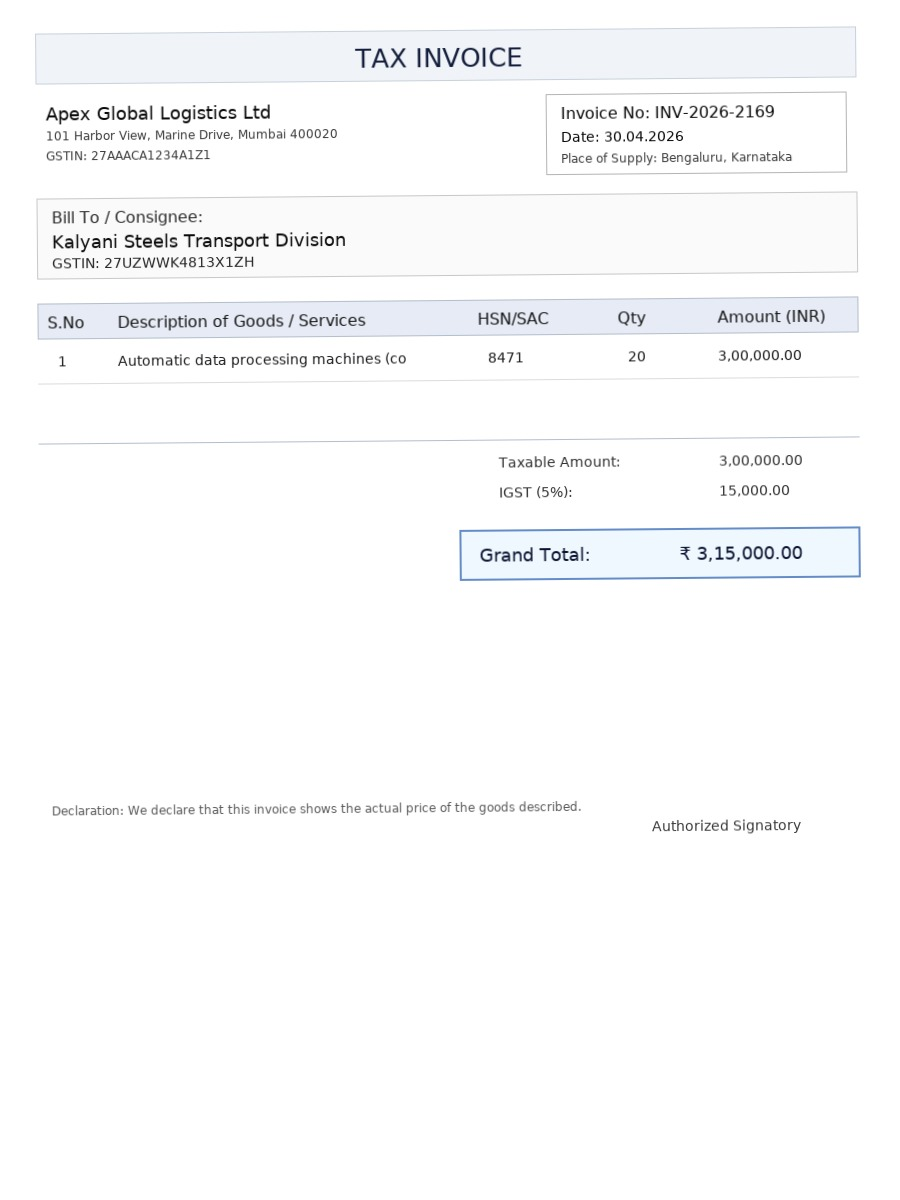 TAX INVOICE
Apex Global Logistics Ltd
101 Harbor View, Marine Drive, Mumbai 400020
GSTIN: 27AAACA1234A1Z1
Invoice No: INV-2026-2169
Date: 30.04.2026
Place of Supply: Bengaluru, Karnataka
Bill To / Consignee:
Kalyani Steels Transport Division
GSTIN: 27UZWWK4813X1ZH
S.No Description of Goods / Services HSN/SAC Qty Amount (INR)
1 Automatic data processing machines (co 8471 20 3,00,000.00
Taxable Amount: 3,00,000.00
IGST (5%): 15,000.00
Grand Total: ₹ 3,15,000.00
Declaration: We declare that this invoice shows the actual price of the goods described.
Authorized Signatory